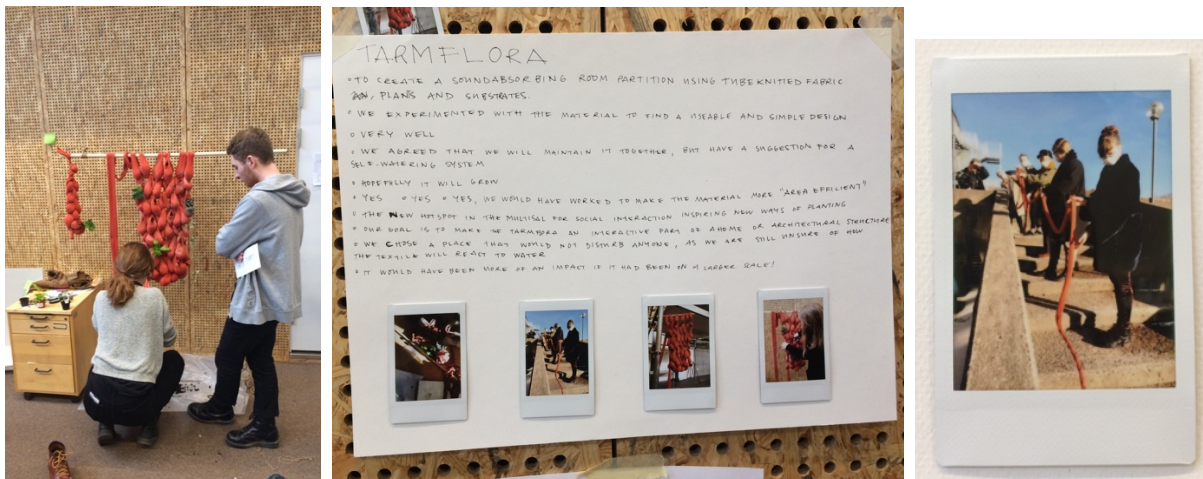 TARMFLORA
◦ TO CREATE A SOUNDABSORBING ROOM PARTITION USING TUBEKNITTED FABRIC
PLANS AND SUBSTRATES.
◦ WE EXPERIMENTED WITH THE MATERIAL TO FIND A USEABLE AND SIMPLE DESIGN
◦ VERY WELL
◦ WE AGREED THAT WE WILL MAINTAIN IT TOGETHER, BUT HAVE A SUGGESTION FOR A
SELF-WATERING SYSTEM
◦ HOPEFULLY IT WILL GROW
◦ YES ◦ YES ◦ YES, WE WOULD HAVE WORKED TO MAKE THE MATERIAL MORE "AREA EFFICIENT"
◦ THE NEW HOTSPOT IN THE MULTISAL FOR SOCIAL INTERACTION INSPIRING NEW WAYS OF PLANTING
◦ OUR GOAL IS TO MAKE THE TARMFLORA AN INTERACTIVE PART OF A HOME OR ARCHITECTURAL STRUCTURE
◦ WE CHOSE A PLACE THAT WOULD NOT DISTURB ANYONE, AS WE ARE STILL UNSURE OF HOW
THE TEXTILE WILL REACT TO WATER
◦ IT WOULD HAVE BEEN MORE OF AN IMPACT IF IT HAD BEEN ON A LARGER SCALE!